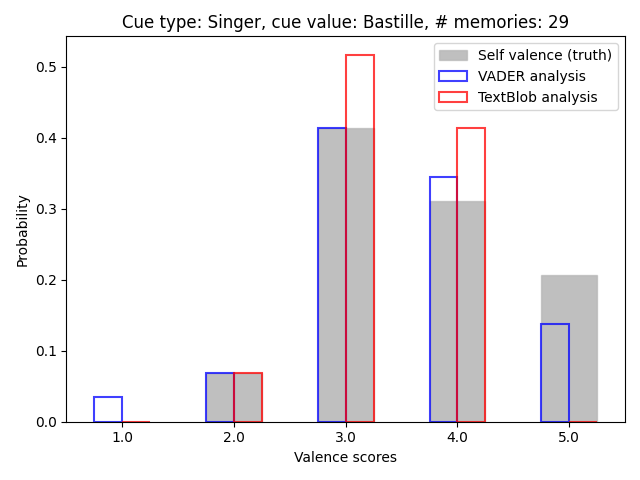 Cue type: Singer, cue value: Bastille, # memories: 29
Self valence (truth)
VADER analysis
TextBlob analysis
Probability
0.5
0.4
0.3
0.2
0.1
0.0
1.0 2.0 3.0 4.0 5.0
Valence scores